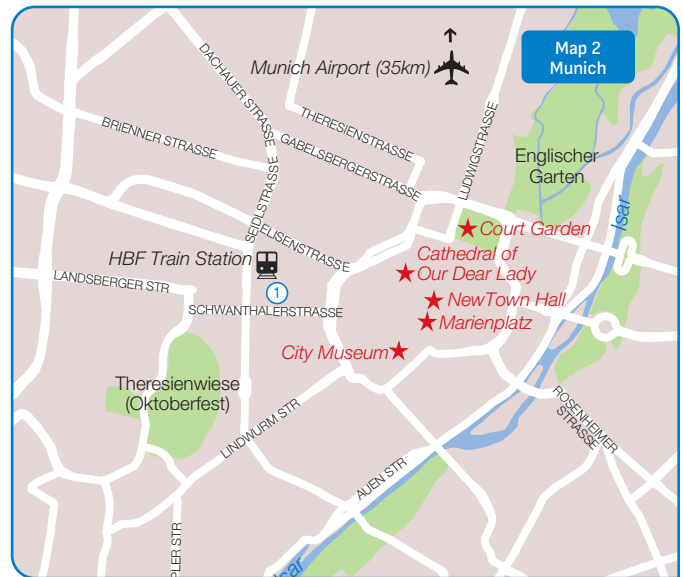 Map 2
Munich
Munich Airport (35km)
DACHAUER STRASSE
BRIENNER STRASSE
THERESIENSTRASSE
GABELSBERGERSTRASSE
LUDWIGSTRASSE
Englischer
Garten
Isar
SEIDLSTRASSE
ELISENSTRASSE
Court Garden
Cathedral of
Our Dear Lady
HBF Train Station
1
LANDSBERGER STR
SCHWANTHALERSTRASSE
NewTown Hall
Marienplatz
City Museum
Theresienwiese
(Oktoberfest)
LINDWURM STR
ROSENHEIMER
STRASSE
AUEN STR
PLER STR
Isar